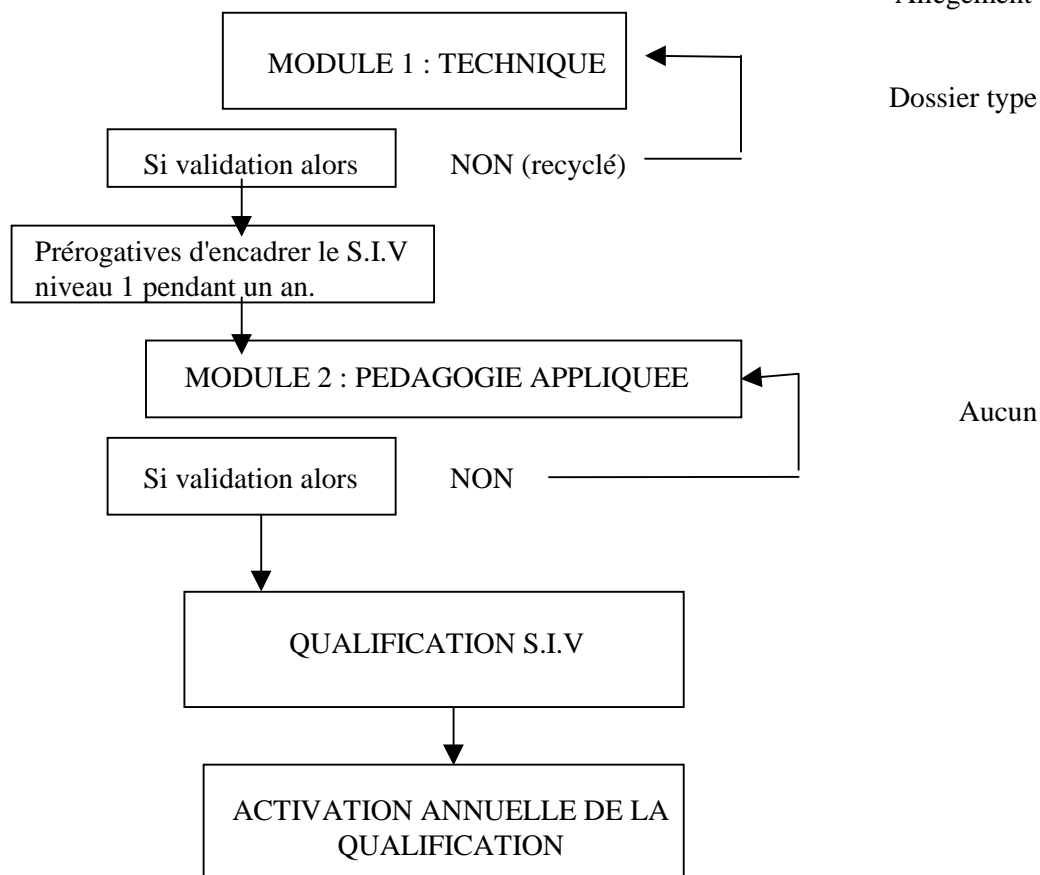 Allègement
MODULE 1 : TECHNIQUE
Dossier type
Si validation alors NON (recyclé)
Prérogatives d'encadrer le S.I.V
niveau 1 pendant un an.
MODULE 2 : PEDAGOGIE APPLIQUEE
Aucun
Si validation alors NON
QUALIFICATION S.I.V
ACTIVATION ANNUELLE DE LA
QUALIFICATION